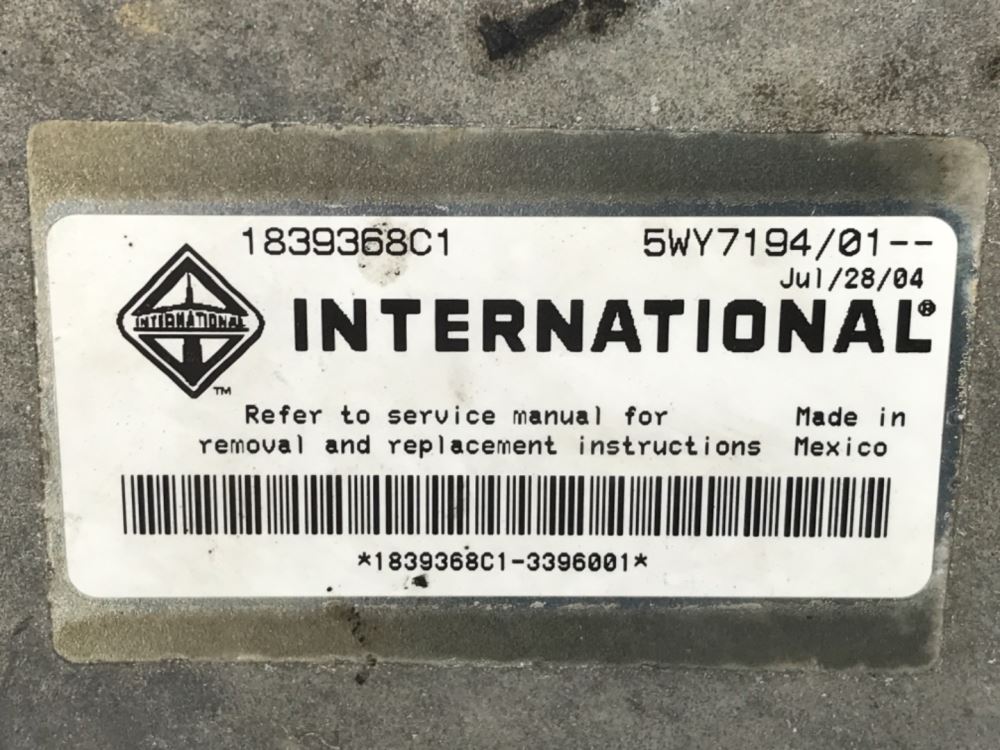 1839368C1 5WY7194/01--
Jul/28/04
INTERNATIONAL
INTERNATIONAL®
TM
Refer to service manual for Made in
removal and replacement instructions Mexico
*1839368C1-3396001*